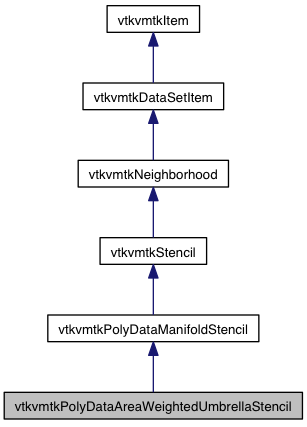 vtkvmtkItem
vtkvmtkDataSetItem
vtkvmtkNeighborhood
vtkvmtkStencil
vtkvmtkPolyDataManifoldStencil
vtkvmtkPolyDataAreaWeightedUmbrellaStencil